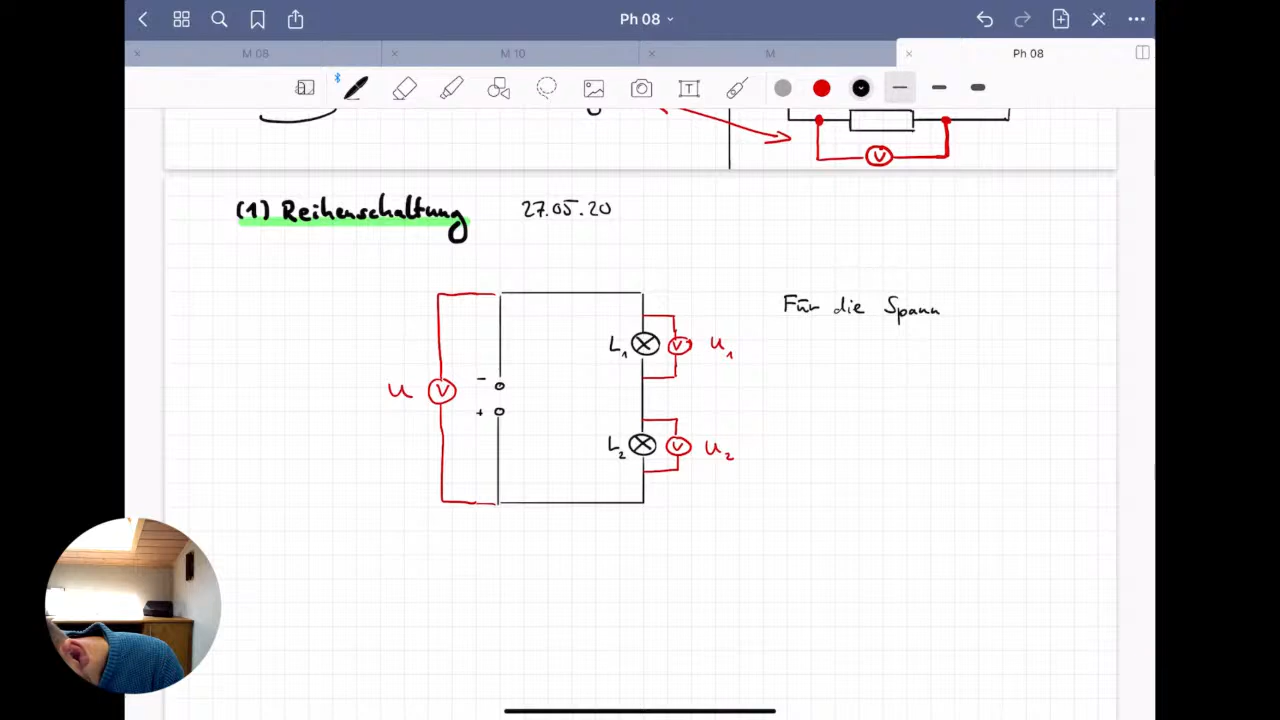 Ph 08
M 08
M 10
M
Ph 08
T
V
(1) Reihenschaltung 27.05.20
Für die Spann
L1 V U1
U V
-
+
L2 V U2